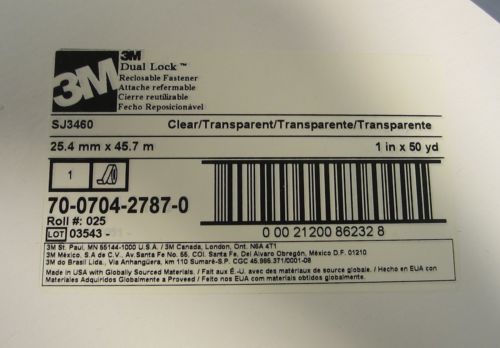 3M
3M
Dual Lock™
Reclosable Fastener
Attache refermable
Cierre reutilizable
Fecho Reposicionável
SJ3460 Clear/Transparent/Transparente/Transparente
25.4 mm x 45.7 m 1 in x 50 yd
1
70-0704-2787-0
Roll #: 025
LOT 03543
0 00 21200 86232 8
3M St. Paul, MN 55144-1000 U.S.A. / 3M Canada, London, Ont. N6A 4T1
3M México, S.A de C.V., Av. Santa Fe No. 55, COl. Santa Fe, Del Alvaro Obregón, México D.F. 01210
3M do Brasil Ltda., Via Anhangüera, km 110 Sumaré-S.P. CGC 45.985.371/0001-08
Made in USA with Globally Sourced Materials. / Fait aux É.-U. avec des matériaux de source globale. / Hecho en EUA con
Materiales Adquiridos Globalmente a Proveed / Feito nos EUA com materiais obtidos globalmente.